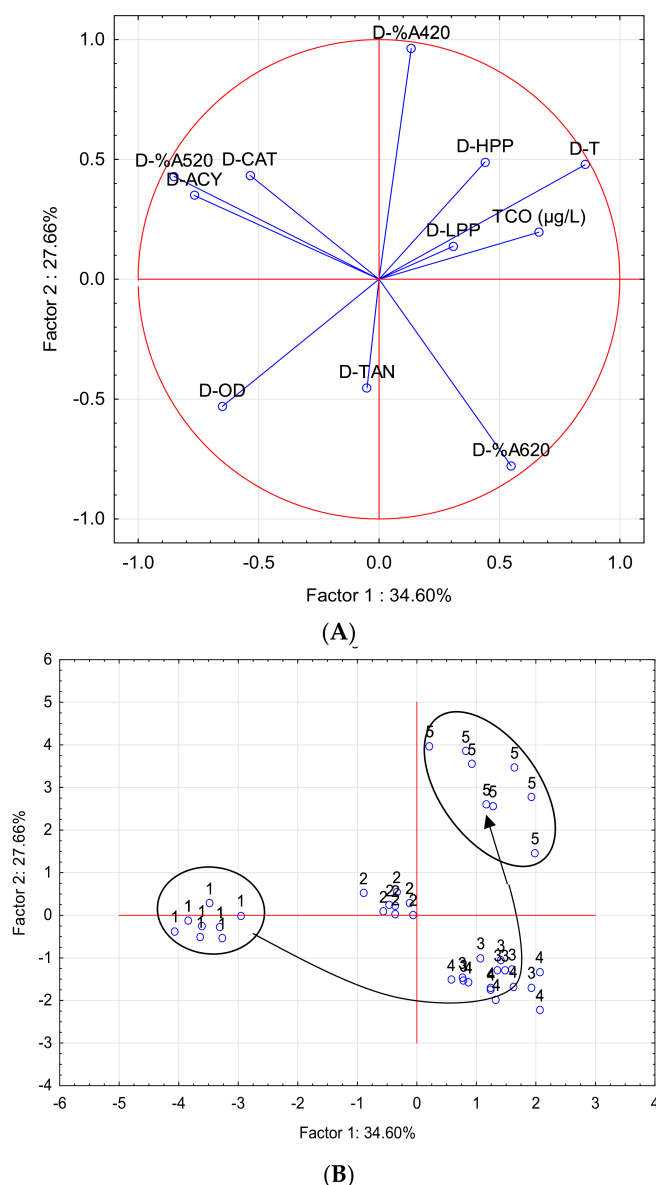 1.0
D-%A420
D-HPP
D-T
D-%A520
D-CAT
0.5
D-ACY
TCO (µg/L)
D-LPP
0.0
D-TAN
D-OD
-0.5
D-%A620
-1.0
Factor 2 : 27.66%
-1.0 -0.5 0.0 0.5 1.0
Factor 1 : 34.60%
(A)
6
5
4
3
2
1
0
-1
-2
-3
-4
Factor 2: 27.66%
5 5 5 5 5 5 5 5
2 2 2 2 2 2 2 2
1 1 1 1 1 1 1 1
3 3 3 3 3 3 3 4
4 4 4 4 4 4
-6 -5 -4 -3 -2 -1 0 1 2 3 4
Factor 1: 34.60%
(B)